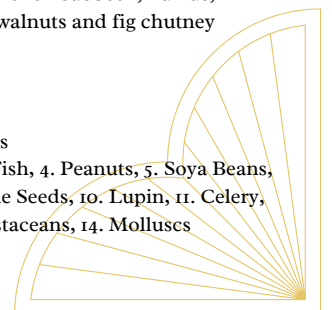 walnuts and fig chutney
s
ish, 4. Peanuts, 5. Soya Beans,
e Seeds, 10. Lupin, 11. Celery,
staceans, 14. Molluscs